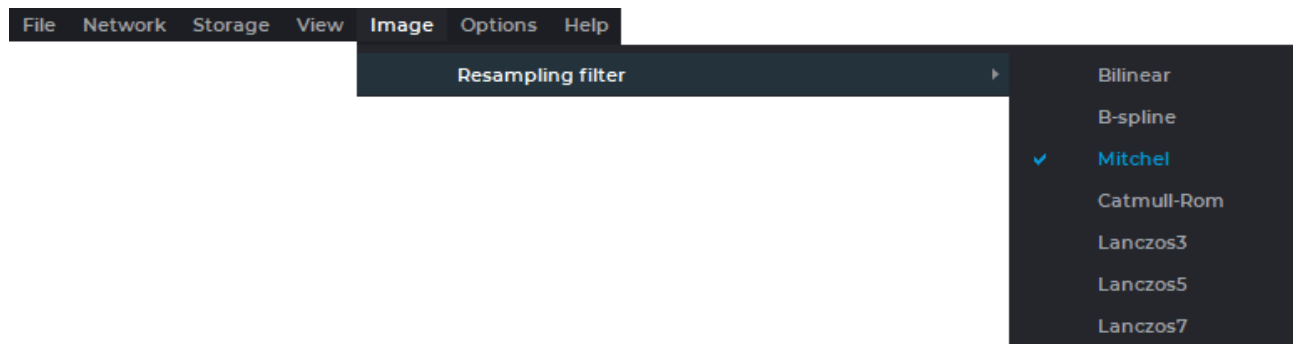 File Network Storage View Image Options Help
Resampling filter
Bilinear
B-spline
Mitchel
Catmull-Rom
Lanczos3
Lanczos5
Lanczos7